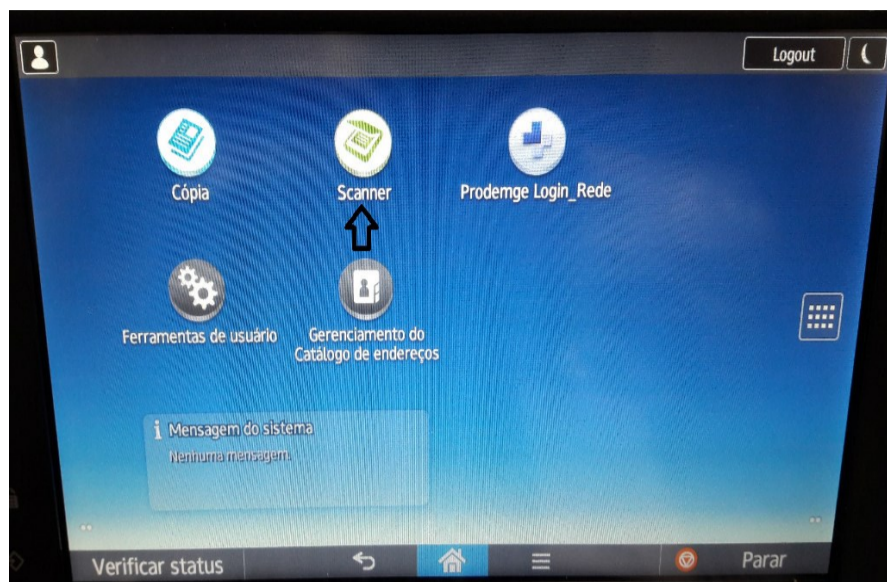 Logout
Cópia
Scanner
Prodemge Login_Rede
Ferramentas de usuário
Gerenciamento do
Catálogo de endereços
Mensagem do sistema
Nenhuma mensagem.
Verificar status
Parar